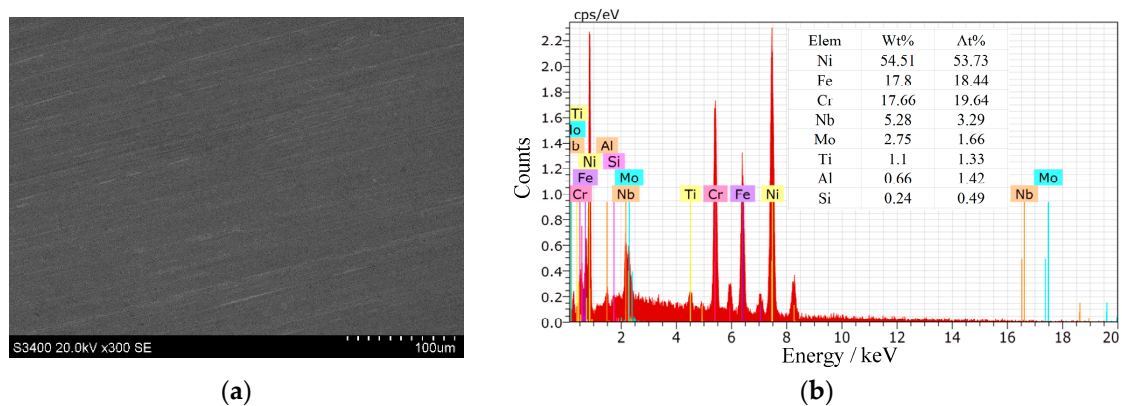 S3400 20.0kV x300 SE
100um
(a)
cps/eV
Elem Wt% At%
Ni 54.51 53.73
Fe 17.8 18.44
Cr 17.66 19.64
Nb 5.28 3.29
Mo 2.75 1.66
Ti 1.1 1.33
Al 0.66 1.42
Si 0.24 0.49
2.2
2.0
1.8
1.6
1.4
1.2
1.0
0.8
0.6
0.4
0.2
0.0
Counts
Ti
lo
b Al
Ni Si
Fe Mo
Cr Nb Ti Cr Fe Ni Nb Mo
2 4 6 8 10 12 14 16 18 20
Energy / keV
(b)